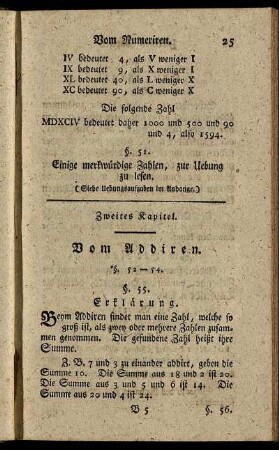 Vom Numeriren. 25
IV bedeutet 4, als V weniger I
IX bedeutet 9, als X weniger I
XL bedeutet 40, als L weniger X
XC bedeutet 90, als C weniger X
Die folgende Zahl
MDXCIV bedeutet daher 1000 und 500 und 90
und 4, also 1594.
§. 51.
Einige merkwürdige Zahlen, zur Uebung
zu lesen.
(Siehe Uebungsaufgaben im Anhange.)
Zweites Kapitel.
Vom Addiren.
§. 52—54.
§. 55.
Erklärung.
Beym Addiren findet man eine Zahl, welche so
groß ist, als zwey oder mehrere Zahlen zusam
men genommen. Die gefundene Zahl heißt ihre
Summe.
Z. B. 7 und 3 zu einander addirt, geben die
Summe 10. Die Summe aus 18 und 2 ist 20.
Die Summe aus 3 und 5 und 6 ist 14. Die
Summe aus 20 und 4 ist 24.
B 5 §. 56.